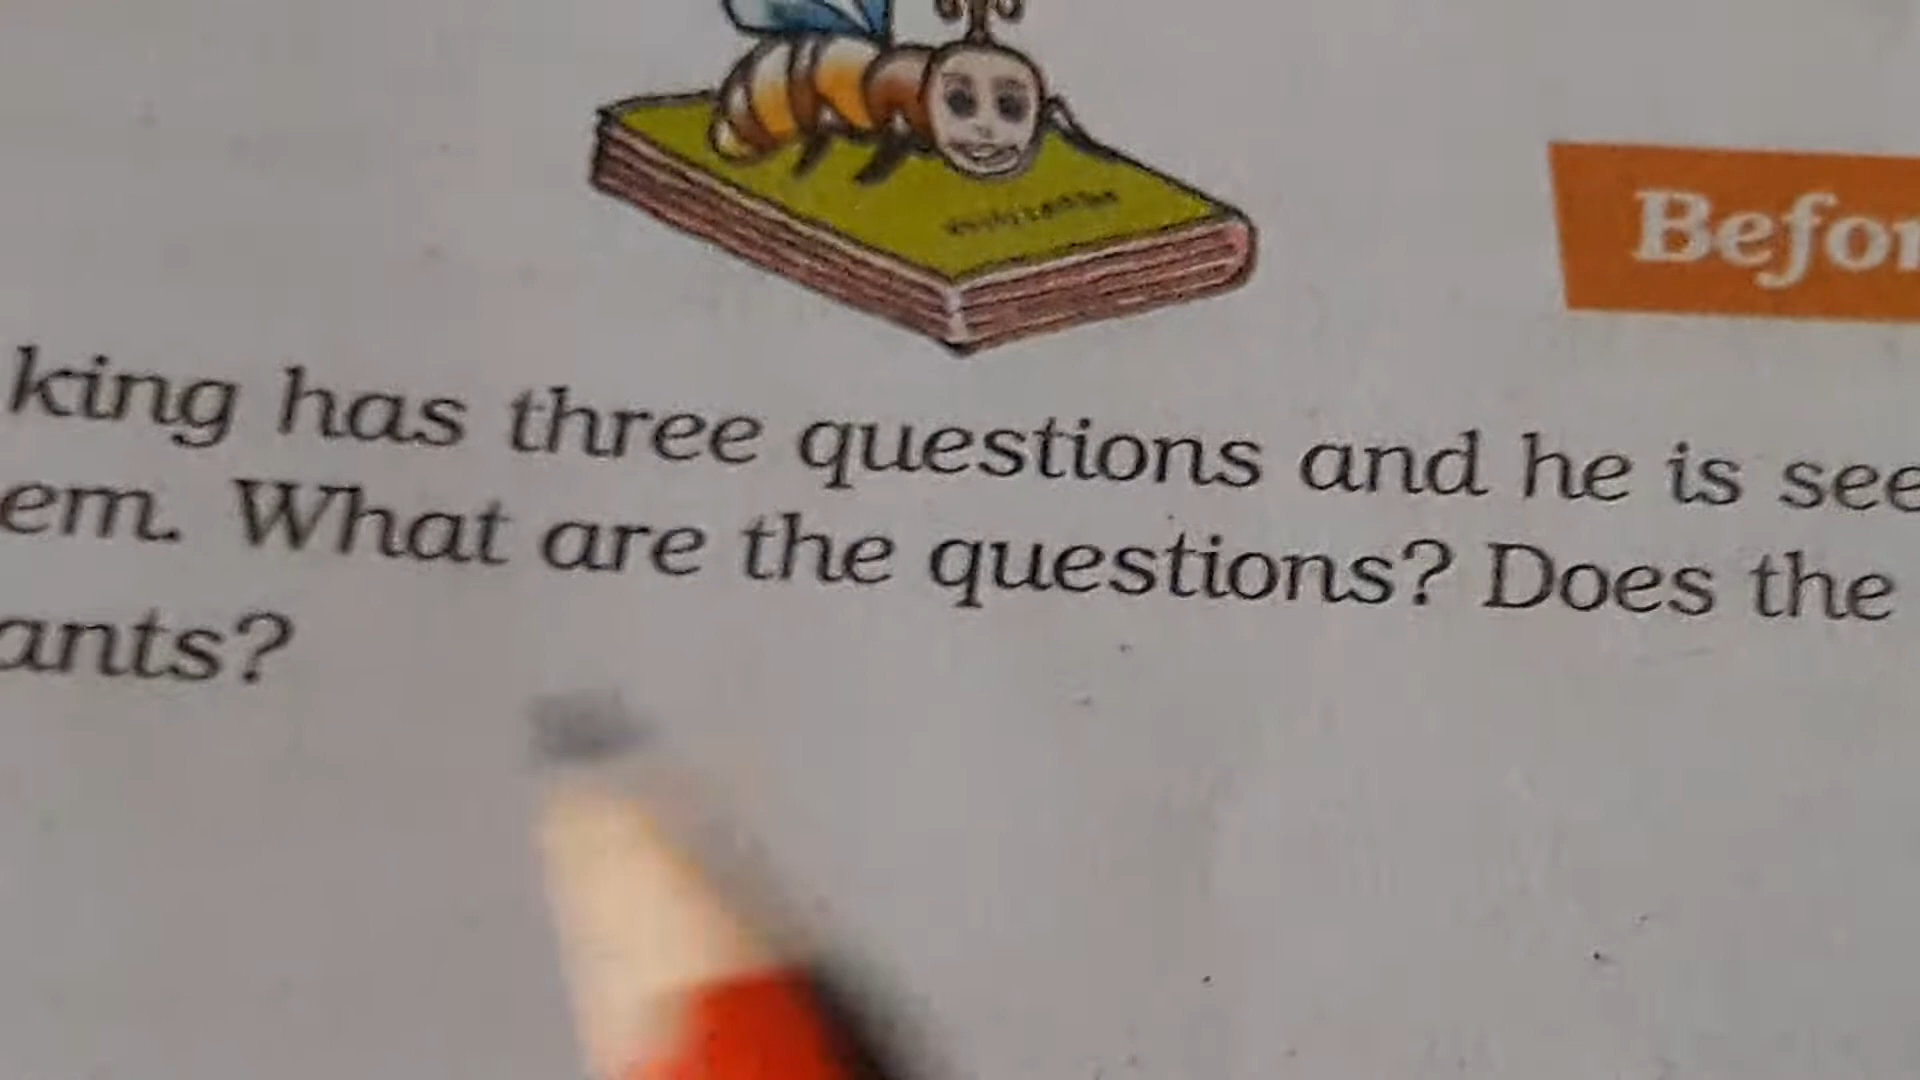 Befor
king has three questions and he is see
em. What are the questions? Does the
ants?